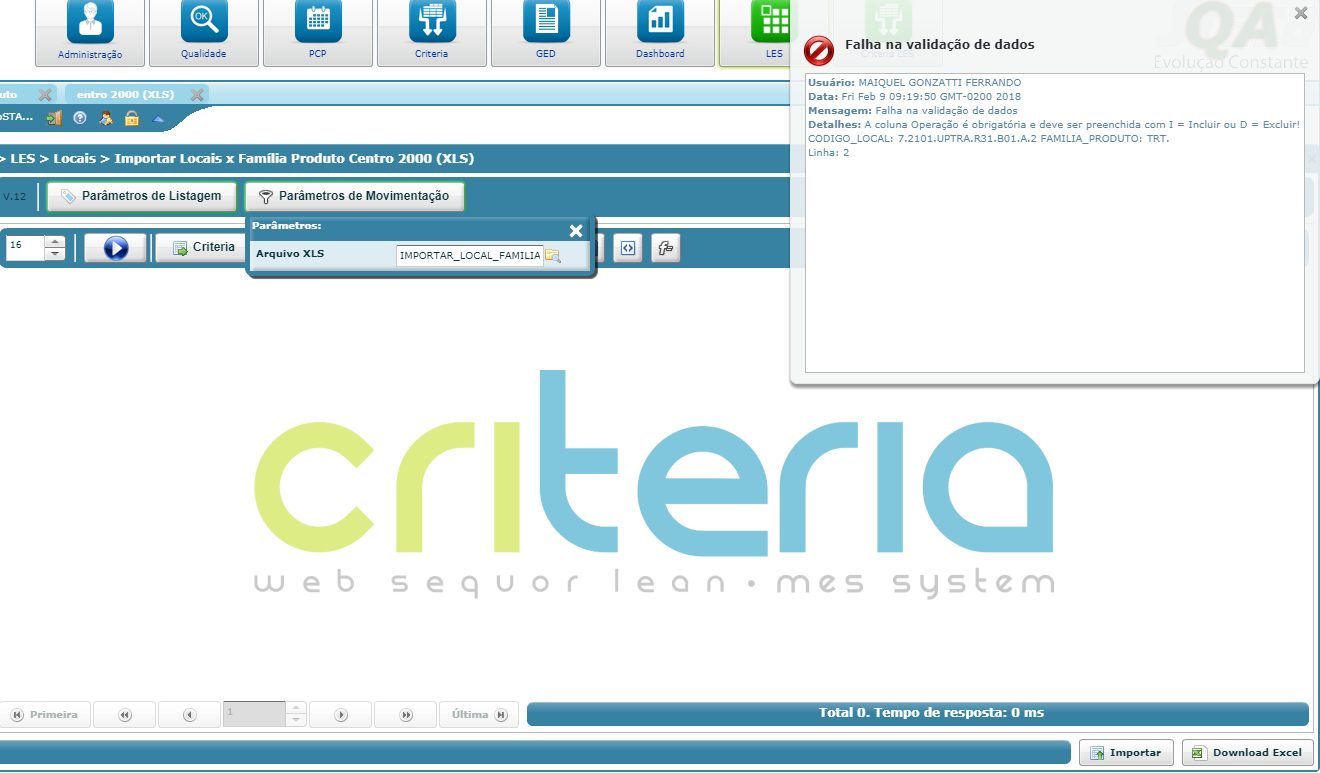 Administração
Qualidade
PCP
Criteria
GED
Dashboard
LES
Criteria LES
OK
QA
Evolução Constante
Falha na validação de dados
Usuário: MAIQUEL GONZATTI FERRANDO
Data: Fri Feb 9 09:19:50 GMT-0200 2018
Mensagem: Falha na validação de dados
Detalhes: A coluna Operação é obrigatória e deve ser preenchida com I = Incluir ou D = Excluir!
CODIGO_LOCAL: 7.2101.UPTRA.R31.B01.A.2 FAMILIA_PRODUTO: TRT.
Linha: 2
uto
entro 2000 (XLS)
STA...
> LES > Locais > Importar Locais x Família Produto Centro 2000 (XLS)
V.12
Parâmetros de Listagem
Parâmetros de Movimentação
Parâmetros:
Arquivo XLS
IMPORTAR_LOCAL_FAMILIA
16
Criteria
criteria
web sequor lean • mes system
Primeira
1
Última
Total 0. Tempo de resposta: 0 ms
Importar
Download Excel